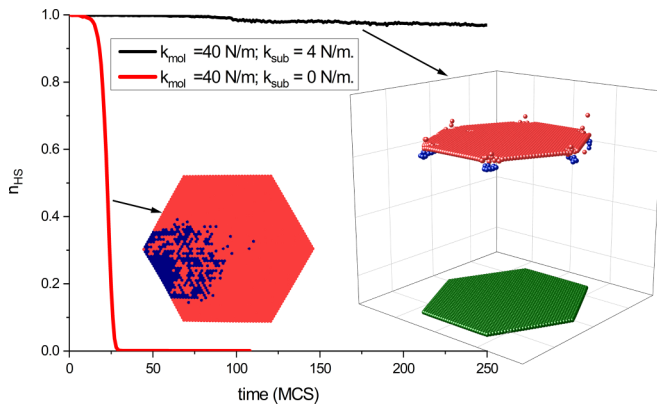 1.0
0.8
0.6
0.4
0.2
0.0
n_HS
k_mol =40 N/m; k_sub = 4 N/m.
k_mol =40 N/m; k_sub = 0 N/m.
0 50 100 150 200 250
time (MCS)